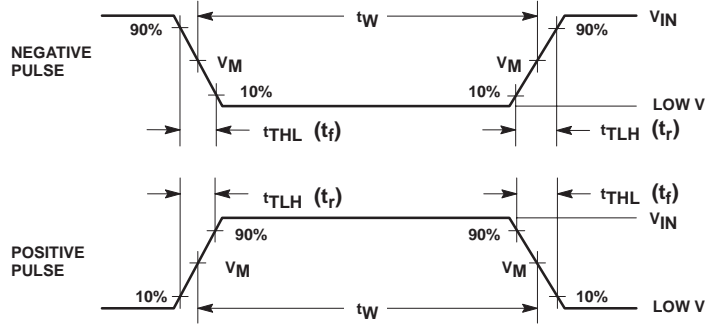 tW
VIN
90%
90%
NEGATIVE
PULSE
VM
VM
10%
10%
LOW V
tTHL (tf)
tTLH (tr)
tTLH (tr)
tTHL (tf)
VIN
90%
90%
POSITIVE
PULSE
VM
VM
10%
tW
10%
LOW V